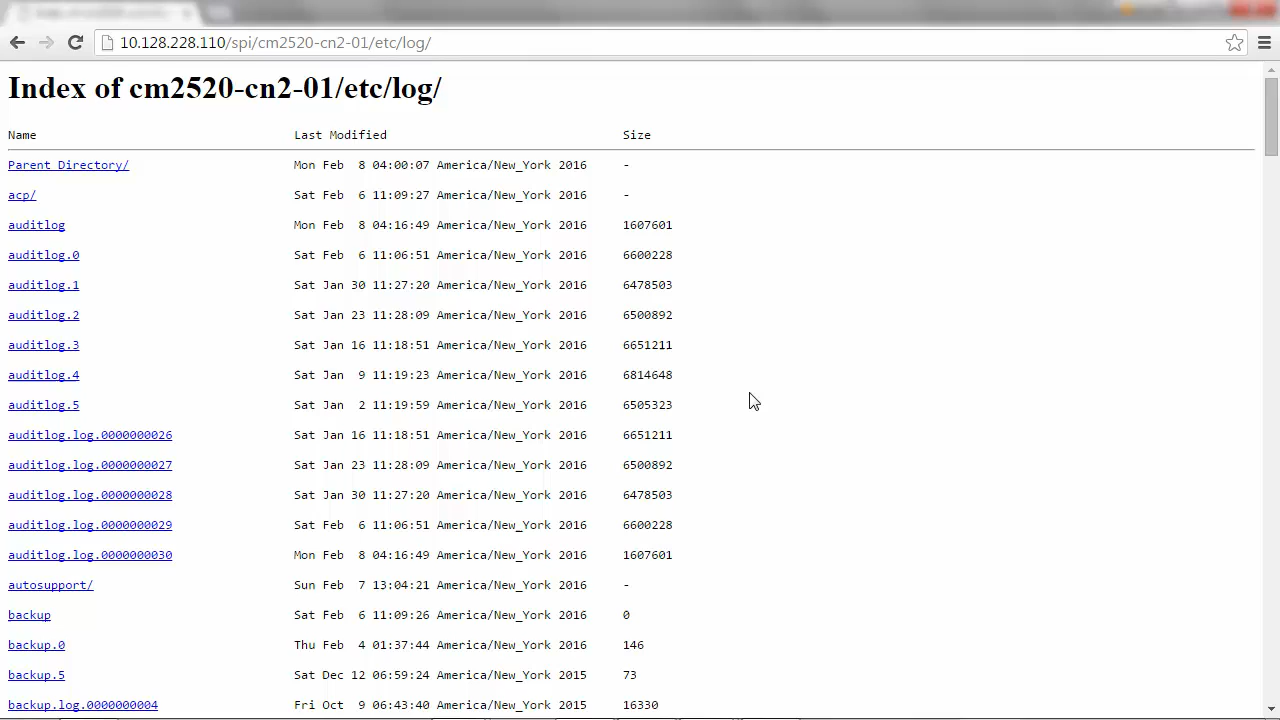 10.128.228.110/spi/cm2520-cn2-01/etc/log/
Index of cm2520-cn2-01/etc/log/
Name Last Modified Size
Parent Directory/ Mon Feb 8 04:00:07 America/New_York 2016 -
acp/ Sat Feb 6 11:09:27 America/New_York 2016 -
auditlog Mon Feb 8 04:16:49 America/New_York 2016 1607601
auditlog.0 Sat Feb 6 11:06:51 America/New_York 2016 6600228
auditlog.1 Sat Jan 30 11:27:20 America/New_York 2016 6478503
auditlog.2 Sat Jan 23 11:28:09 America/New_York 2016 6500892
auditlog.3 Sat Jan 16 11:18:51 America/New_York 2016 6651211
auditlog.4 Sat Jan 9 11:19:23 America/New_York 2016 6814648
auditlog.5 Sat Jan 2 11:19:59 America/New_York 2016 6505323
auditlog.log.0000000026 Sat Jan 16 11:18:51 America/New_York 2016 6651211
auditlog.log.0000000027 Sat Jan 23 11:28:09 America/New_York 2016 6500892
auditlog.log.0000000028 Sat Jan 30 11:27:20 America/New_York 2016 6478503
auditlog.log.0000000029 Sat Feb 6 11:06:51 America/New_York 2016 6600228
auditlog.log.0000000030 Mon Feb 8 04:16:49 America/New_York 2016 1607601
autosupport/ Sun Feb 7 13:04:21 America/New_York 2016 -
backup Sat Feb 6 11:09:26 America/New_York 2016 0
backup.0 Thu Feb 4 01:37:44 America/New_York 2016 146
backup.5 Sat Dec 12 06:59:24 America/New_York 2015 73
backup.log.0000000004 Fri Oct 9 06:43:40 America/New_York 2015 16330